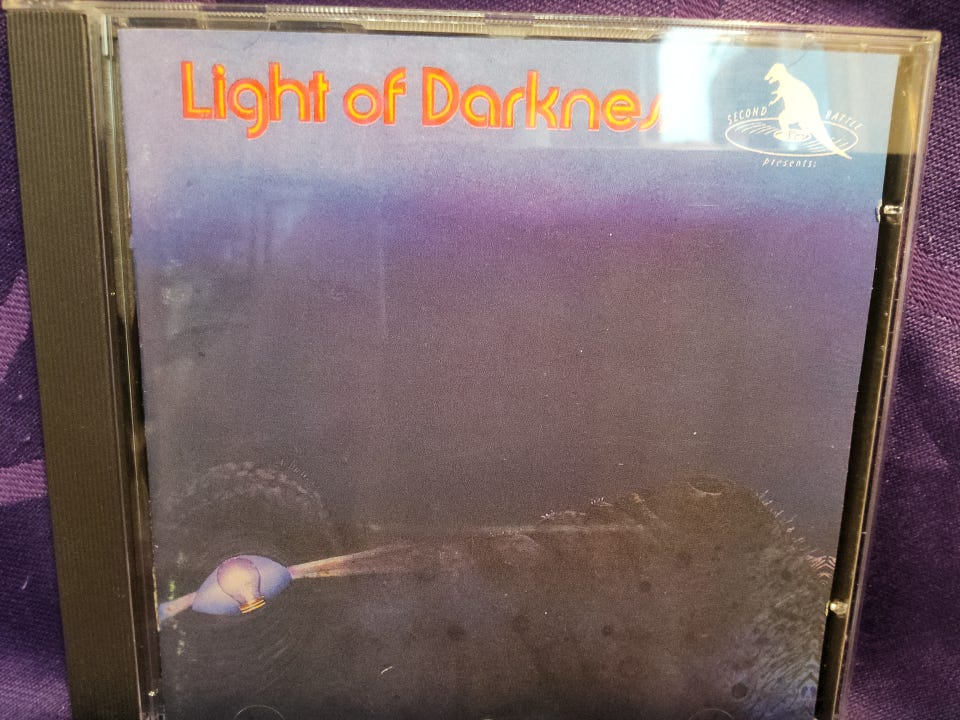 Light of Darknes
SECOND BATTLE
presents: